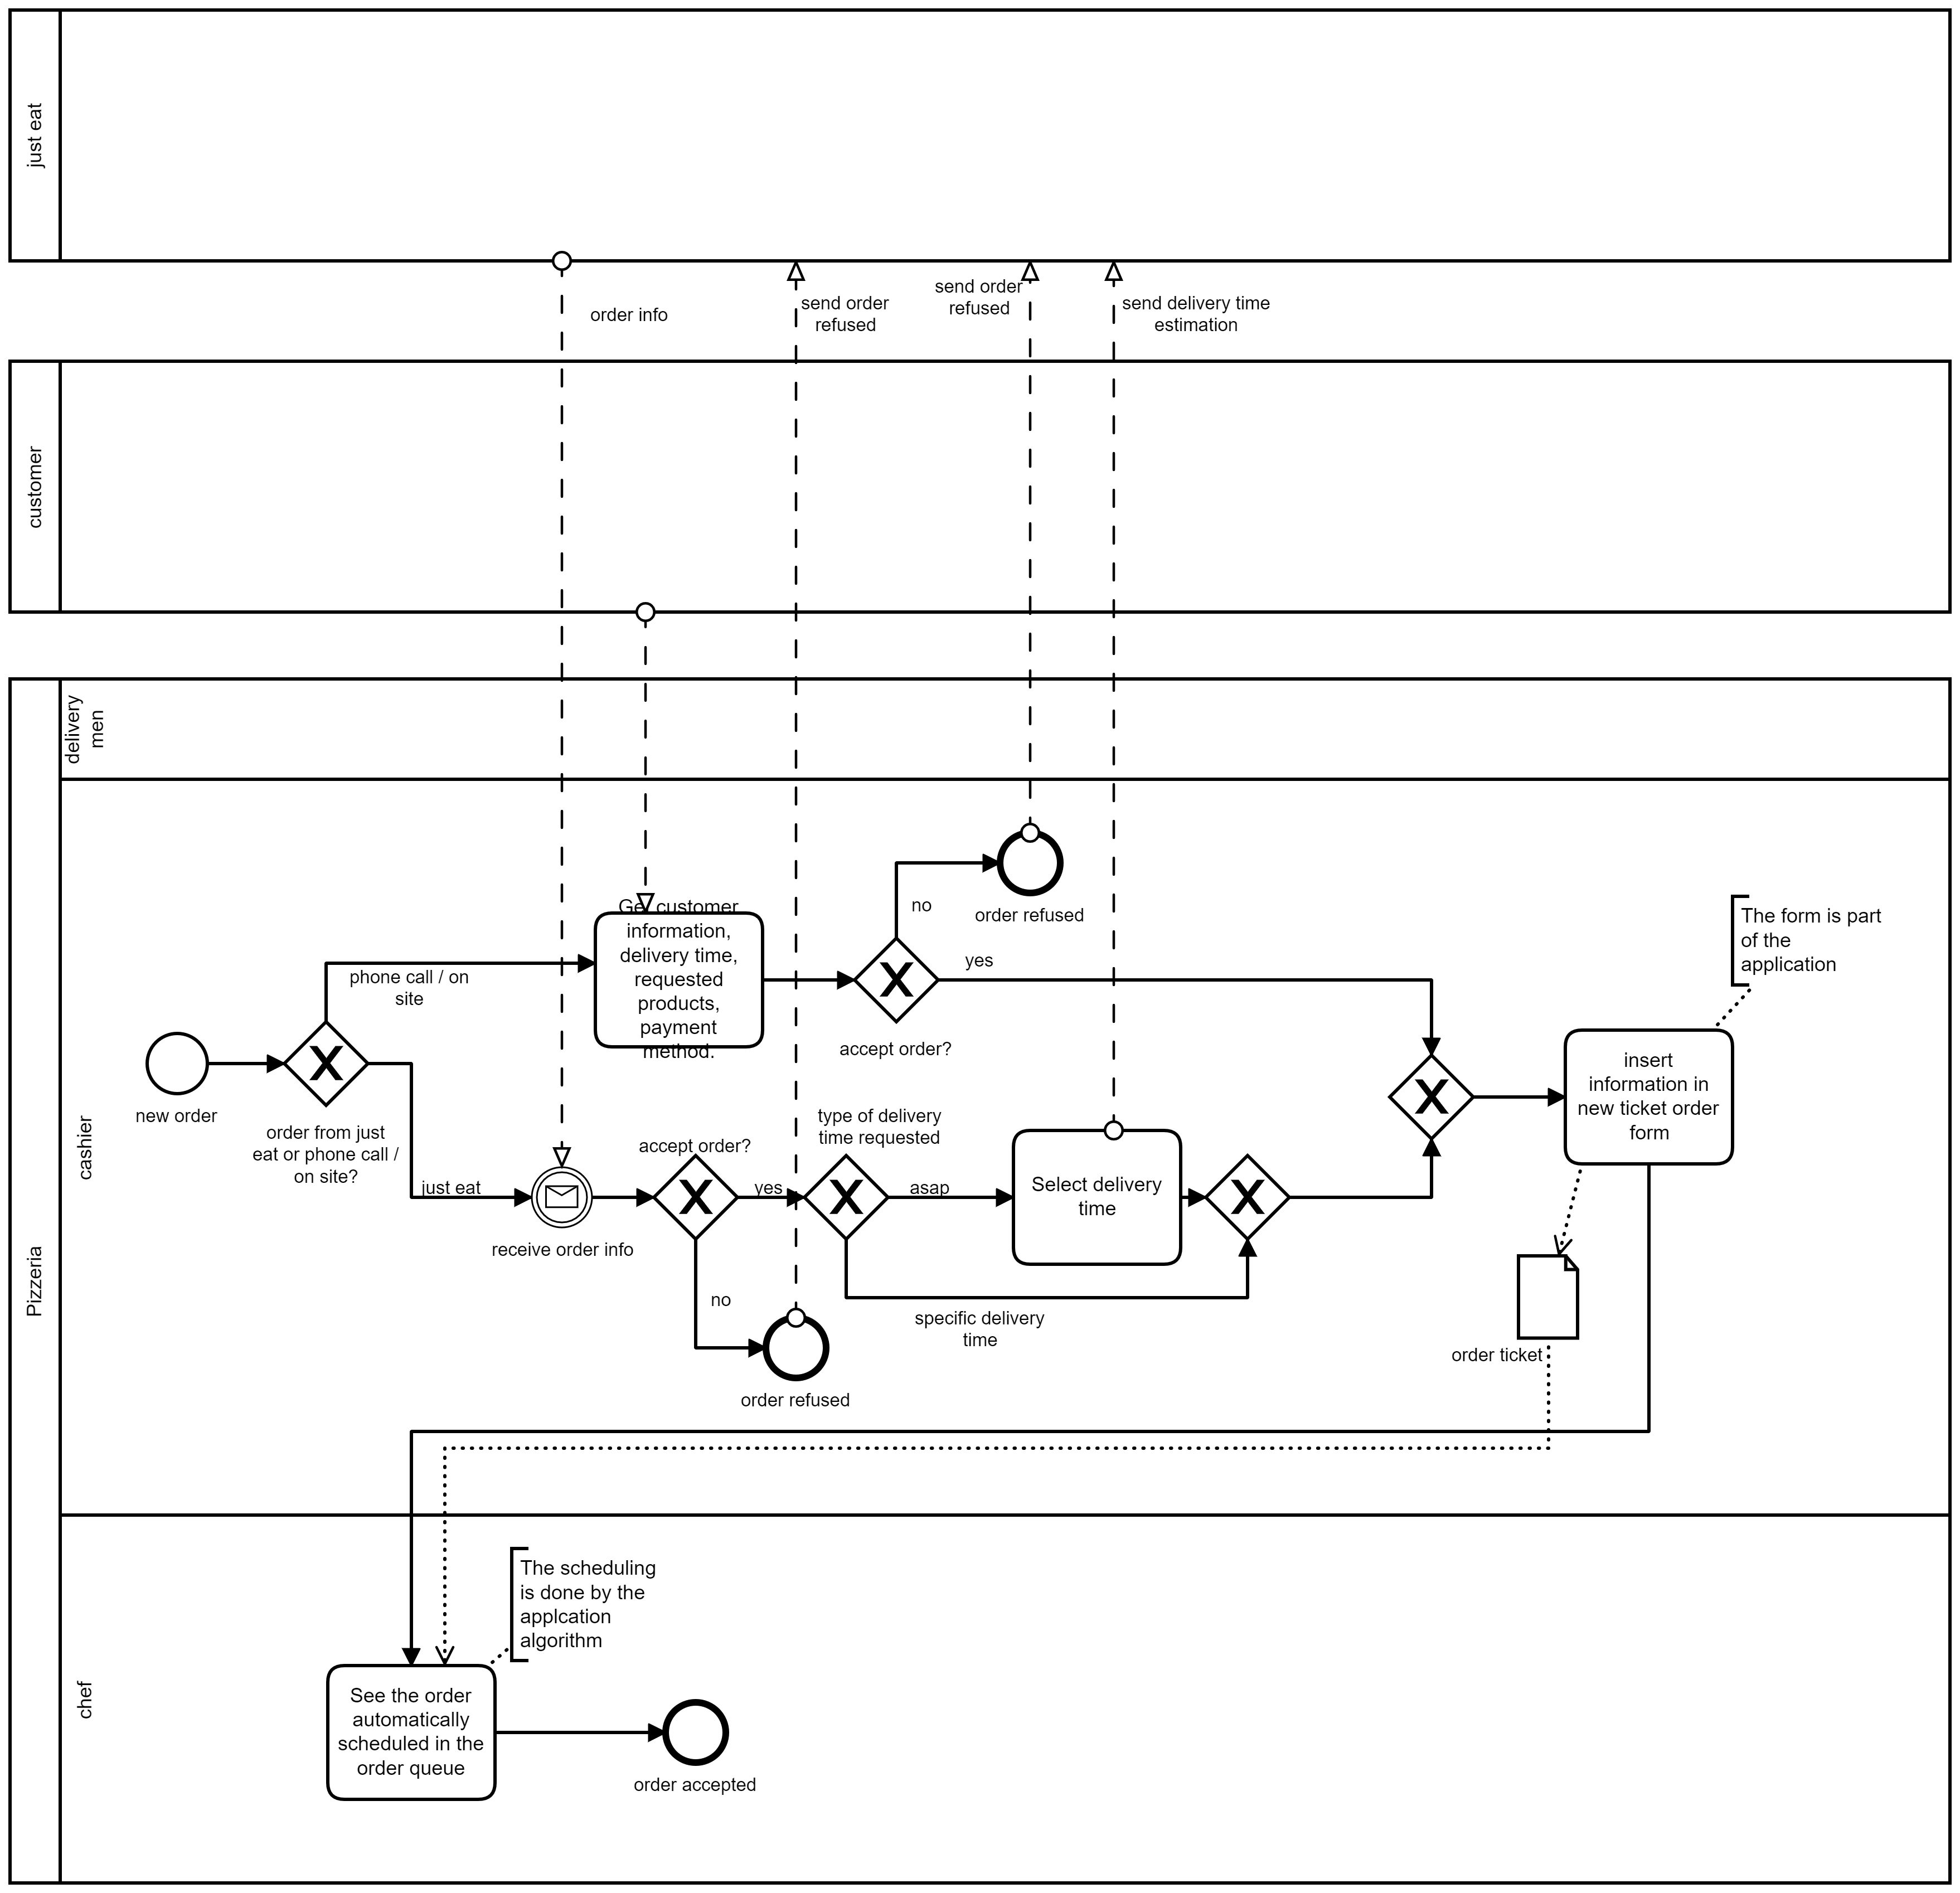 just eat
order info
send order
refused
send order
refused
send delivery time
estimation
customer
Pizzeria
delivery
men
cashier
order refused
no
Get customer
information,
delivery time,
requested
products,
payment
method.
yes
accept order?
phone call / on
site
new order
order from just
eat or phone call /
on site?
just eat
receive order info
accept order?
yes
no
order refused
type of delivery
time requested
asap
specific delivery
time
Select delivery
time
The form is part
of the
application
insert
information in
new ticket order
form
order ticket
chef
The scheduling
is done by the
applcation
algorithm
See the order
automatically
scheduled in the
order queue
order accepted